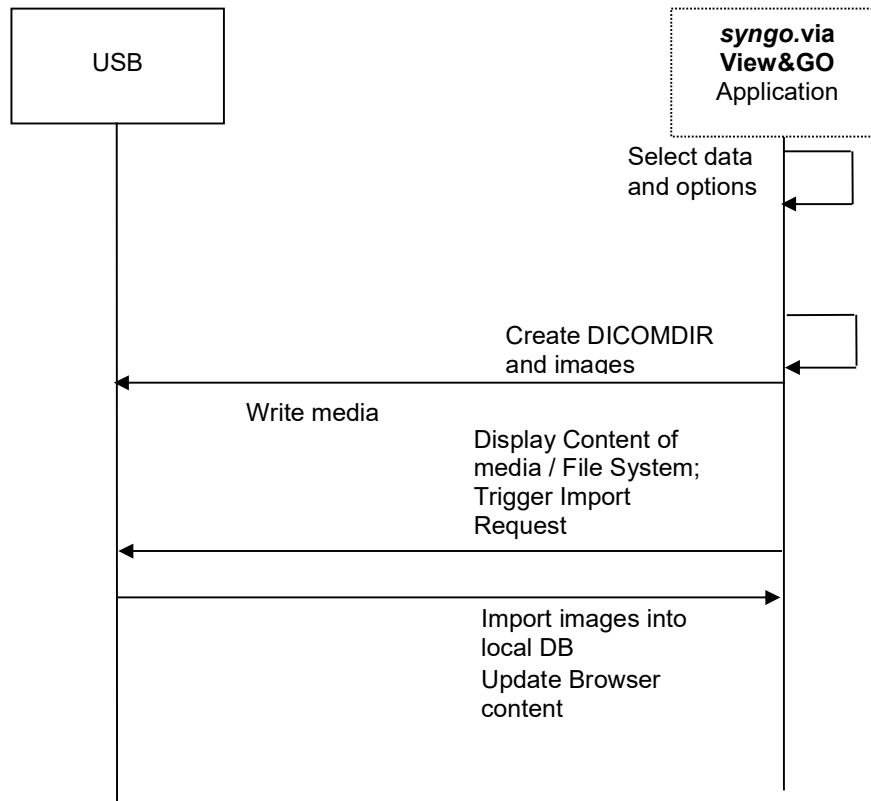 USB
syngo.via
View&GO
Application
Select data
and options
Create DICOMDIR
and images
Write media
Display Content of
media / File System;
Trigger Import
Request
Import images into
local DB
Update Browser
content